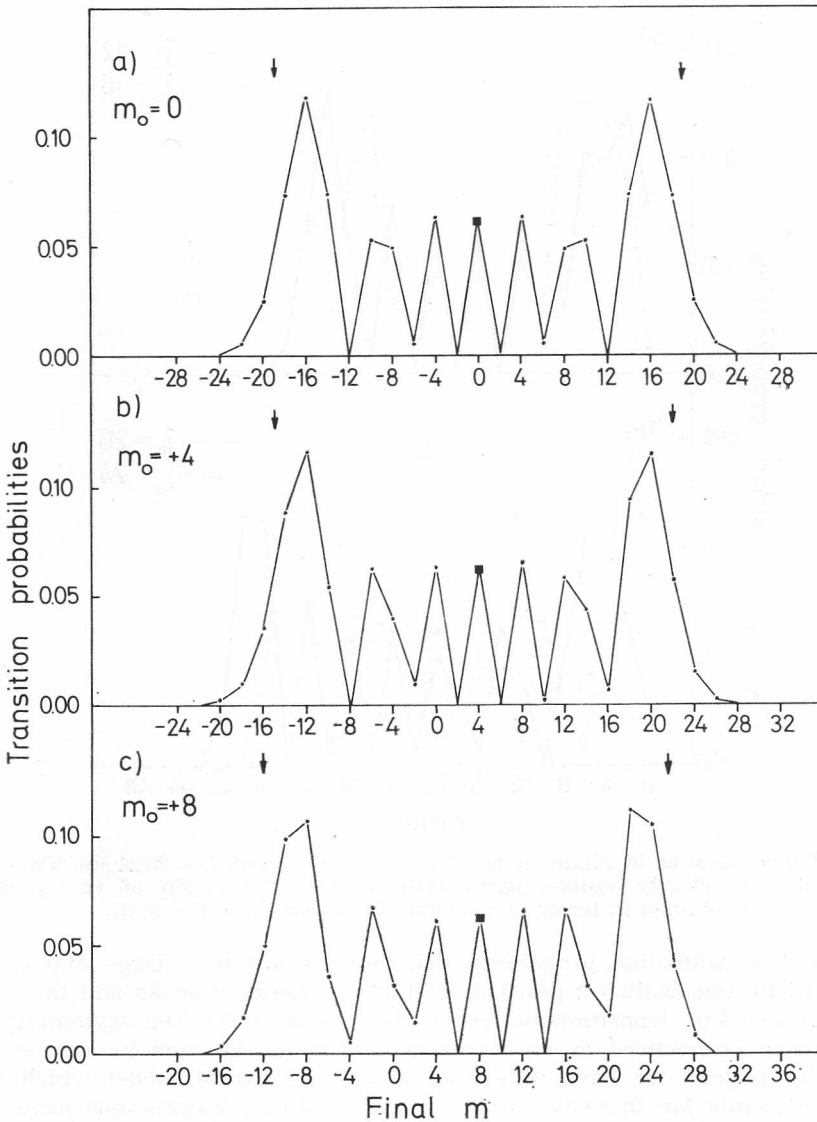 a)
m₀=0
0.10
0.05
0.00
-28 -24 -20 -16 -12 -8 -4 0 4 8 12 16 20 24 28
b)
m₀=+4
0.10
0.05
0.00
-24 -20 -16 -12 -8 -4 0 4 8 12 16 20 24 28 32
c)
m₀=+8
0.10
0.05
0.00
-20 -16 -12 -8 -4 0 4 8 12 16 20 24 28 32 36
Transition probabilities
Final m